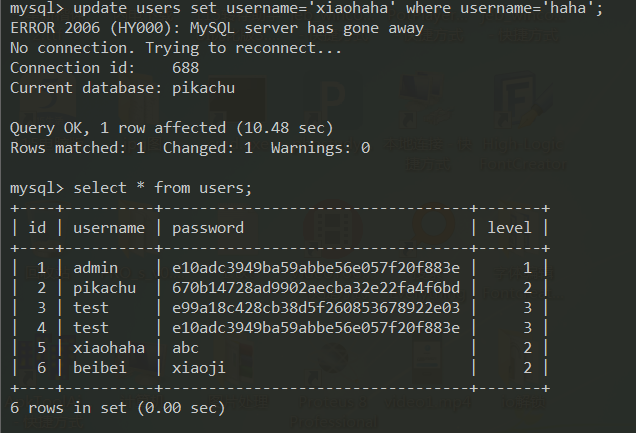 mysql> update users set username='xiaohaha' where username='haha';
ERROR 2006 (HY000): MySQL server has gone away
No connection. Trying to reconnect...
Connection id:    688
Current database: pikachu

Query OK, 1 row affected (10.48 sec)
Rows matched: 1  Changed: 1  Warnings: 0

mysql> select * from users;
+----+----------+----------------------------------+-------+
| id | username | password                         | level |
+----+----------+----------------------------------+-------+
|  1 | admin    | e10adc3949ba59abbe56e057f20f883e |     1 |
|  2 | pikachu  | 670b14728ad9902aecba32e22fa4f6bd |     2 |
|  3 | test     | e99a18c428cb38d5f260853678922e03 |     3 |
|  4 | test     | e10adc3949ba59abbe56e057f20f883e |     3 |
|  5 | xiaohaha | abc                              |     2 |
|  6 | beibei   | xiaoji                           |     2 |
+----+----------+----------------------------------+-------+
6 rows in set (0.00 sec)